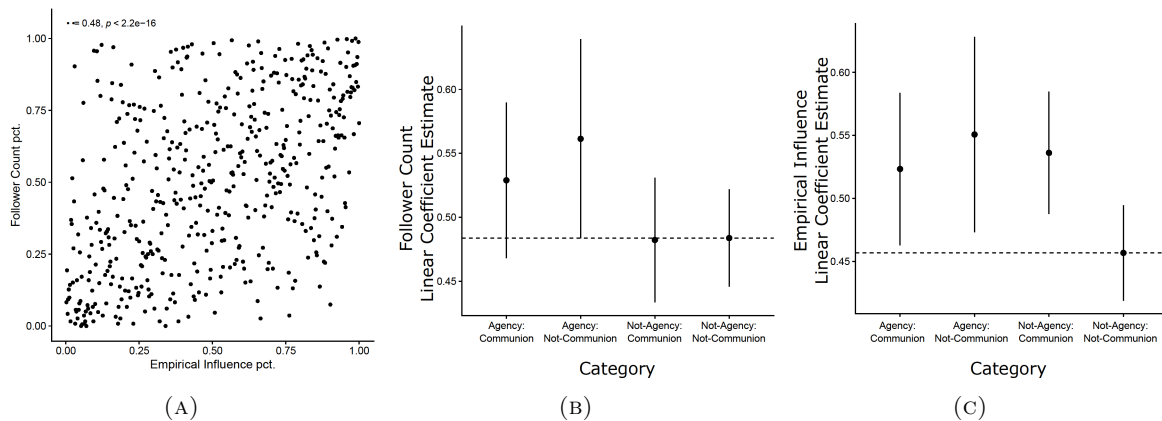 = 0.48, p < 2.2e−16
Follower Count pct.
1.00
0.75
0.50
0.25
0.00
0.00 0.25 0.50 0.75 1.00
Empirical Influence pct.
(A)
Follower Count
Linear Coefficient Estimate
0.60
0.55
0.50
0.45
Agency: Agency: Not-Agency: Not-Agency:
Communion Not-Communion Communion Not-Communion
Category
(B)
Empirical Influence
Linear Coefficient Estimate
0.60
0.55
0.50
0.45
Agency: Agency: Not-Agency: Not-Agency:
Communion Not-Communion Communion Not-Communion
Category
(C)